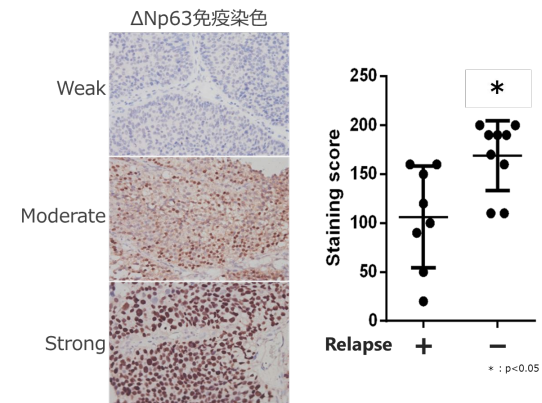 ΔNp63免疫染色
Weak
Moderate
Strong
Staining score
250
200
150
100
50
0
*
Relapse + −
* : p<0.05